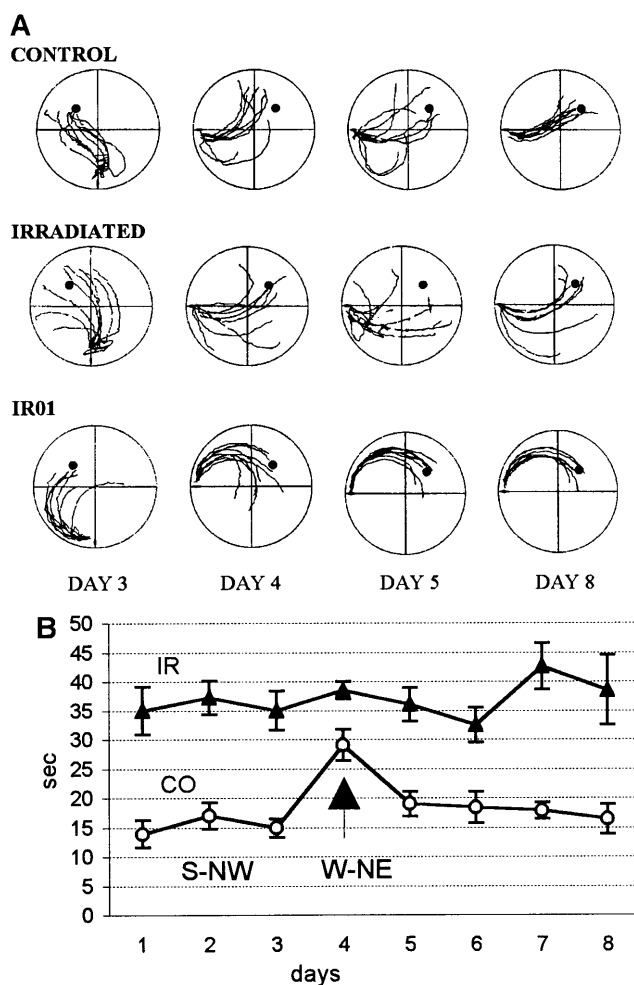 A
CONTROL
IRRADIATED
IR01
DAY 3 DAY 4 DAY 5 DAY 8
B
50
45
40
35
30
25
20
15
10
5
0
sec
IR
CO
S-NW W-NE
1 2 3 4 5 6 7 8
days